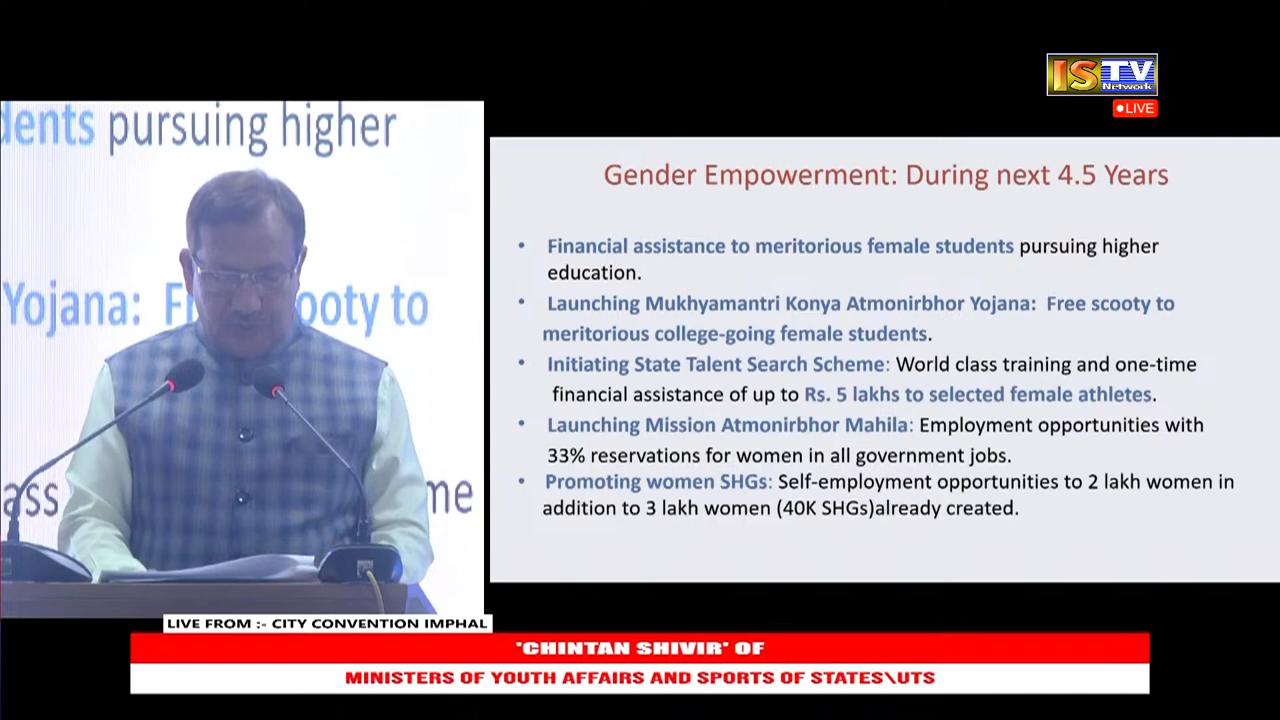 ISTV
Network
LIVE
dents pursuing higher
Yojana: Fr scooty to
ass me
Gender Empowerment: During next 4.5 Years
• Financial assistance to meritorious female students pursuing higher
education.
• Launching Mukhyamantri Konya Atmonirbhor Yojana: Free scooty to
meritorious college-going female students.
• Initiating State Talent Search Scheme: World class training and one-time
financial assistance of up to Rs. 5 lakhs to selected female athletes.
• Launching Mission Atmonirbhor Mahila: Employment opportunities with
33% reservations for women in all government jobs.
• Promoting women SHGs: Self-employment opportunities to 2 lakh women in
addition to 3 lakh women (40K SHGs)already created.
LIVE FROM :- CITY CONVENTION IMPHAL
'CHINTAN SHIVIR' OF
MINISTERS OF YOUTH AFFAIRS AND SPORTS OF STATES\UTS